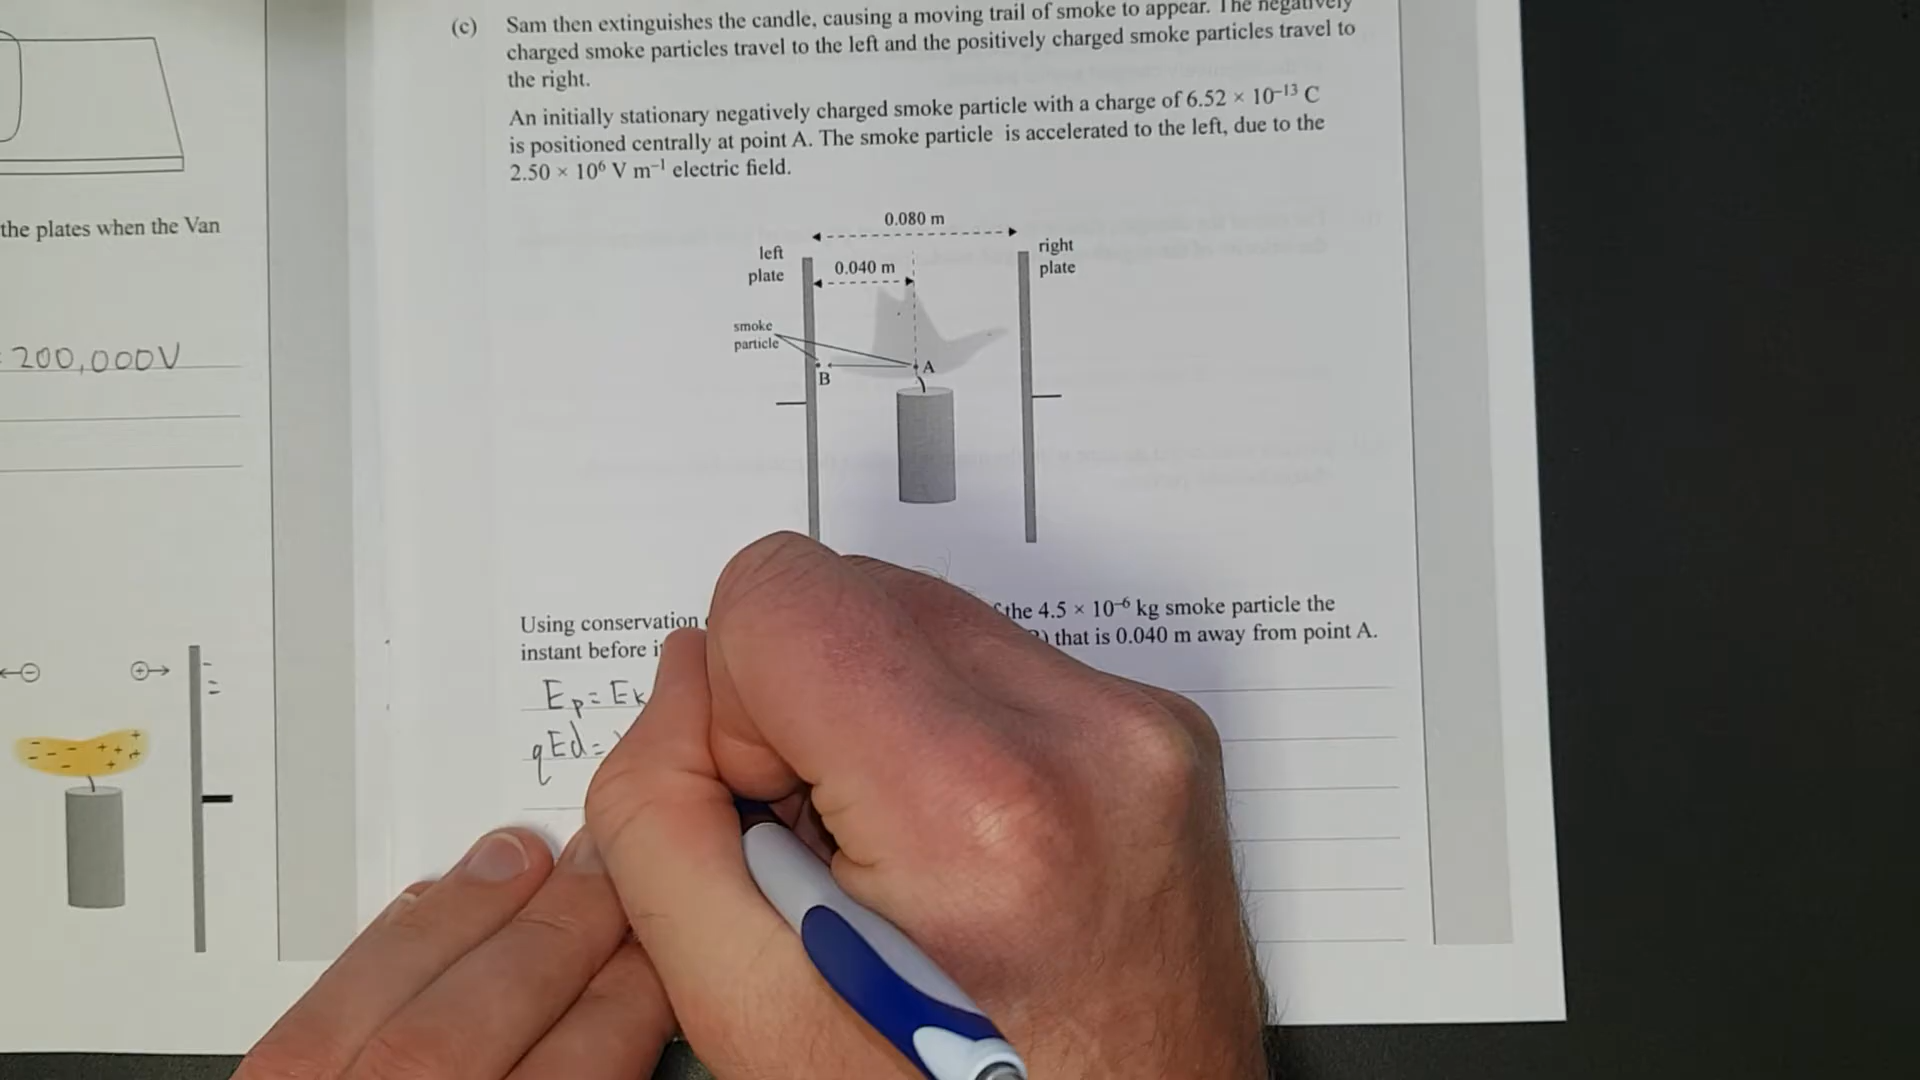 (c) Sam then extinguishes the candle, causing a moving trail of smoke to appear. The negatively
charged smoke particles travel to the left and the positively charged smoke particles travel to
the right.
An initially stationary negatively charged smoke particle with a charge of 6.52 × 10⁻¹³ C
is positioned centrally at point A. The smoke particle is accelerated to the left, due to the
2.50 × 10⁶ V m⁻¹ electric field.
the plates when the Van
200,000V
0.080 m
left
plate
0.040 m
right
plate
smoke
particle
A
B
Using conservation
the 4.5 × 10⁻⁶ kg smoke particle the
instant before
that is 0.040 m away from point A.
Ep = Ek
qEd =